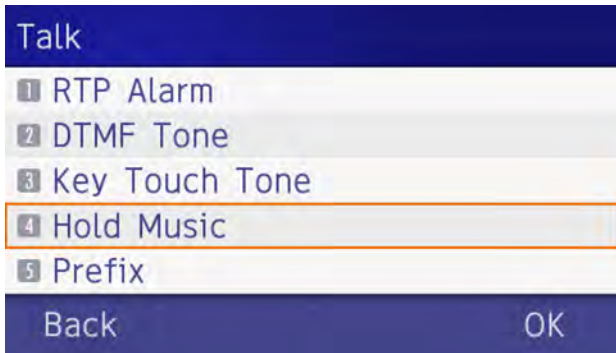 Talk
1 RTP Alarm
2 DTMF Tone
3 Key Touch Tone
4 Hold Music
5 Prefix
Back OK